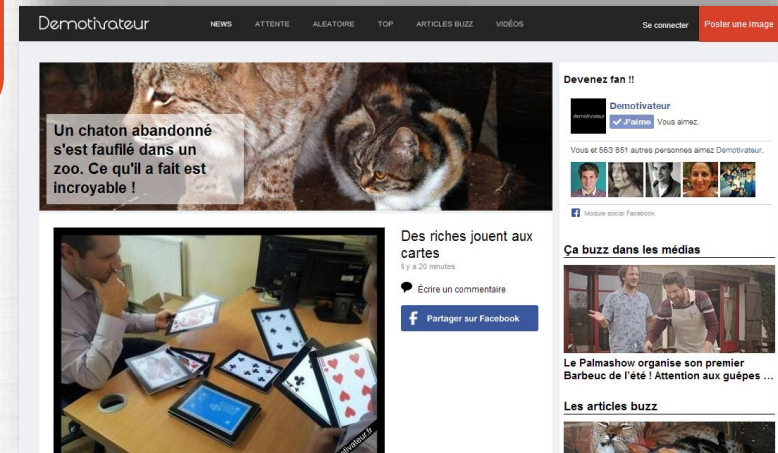 Demotivateur
NEWS ATTENTE ALEATOIRE TOP ARTICLES BUZZ VIDÉOS
Se connecter Poster une image
Un chaton abandonné
s'est faufilé dans un
zoo. Ce qu'il a fait est
incroyable !
Des riches jouent aux
cartes
Il y a 20 minutes
Écrire un commentaire
Partager sur Facebook
Devenez fan !!
demotivateur
Demotivateur
J'aime Vous aimez.
Vous et 563 851 autres personnes aimez Demotivateur.
Module social Facebook
Ça buzz dans les médias
Le Palmashow organise son premier
Barbeuc de l'été ! Attention aux guêpes ...
Les articles buzz